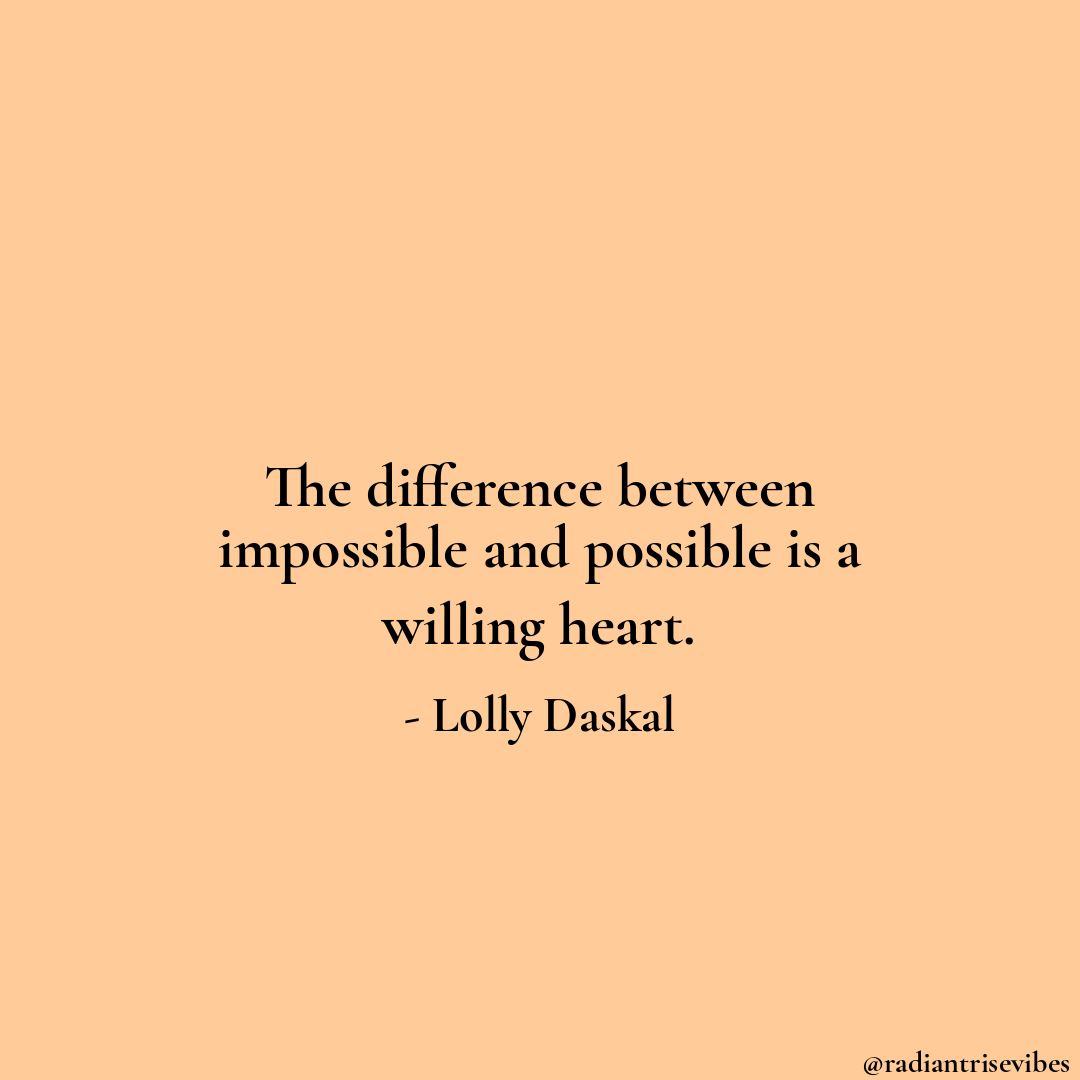 The difference between
impossible and possible is a
willing heart.
- Lolly Daskal
@radiantrisevibes